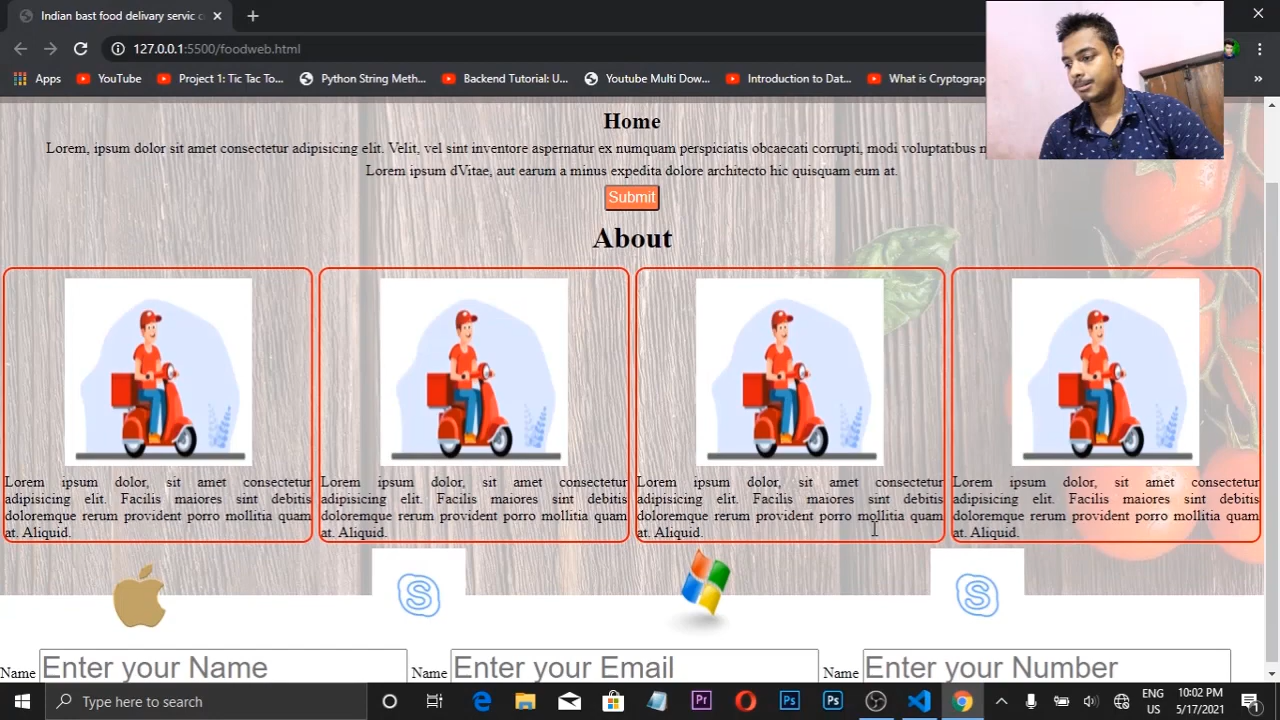 Indian bast food delivery servic c
127.0.0.1:5500/foodweb.html
Apps YouTube Project 1: Tic Tac To... Python String Meth... Backend Tutorial: U... Youtube Multi Dow... Introduction to Dat... What is Cryptograp
Home
Lorem, ipsum dolor sit amet consectetur adipisicing elit. Velit, vel sint inventore aspernatur ex numquam perspiciatis obcaecati corrupti, modi voluptatibus
Lorem ipsum dVitae, aut earum a minus expedita dolore architecto hic quisquam eum at.
Submit
About
Lorem ipsum dolor, sit amet consectetur
adipisicing elit. Facilis maiores sint debitis
doloremque rerum provident porro mollitia quam
at. Aliquid.
Lorem ipsum dolor, sit amet consectetur
adipisicing elit. Facilis maiores sint debitis
doloremque rerum provident porro mollitia quam
at. Aliquid.
Lorem ipsum dolor, sit amet consectetur
adipisicing elit. Facilis maiores sint debitis
doloremque rerum provident porro mollitia quam
at. Aliquid.
Lorem ipsum dolor, sit amet consectetur
adipisicing elit. Facilis maiores sint debitis
doloremque rerum provident porro mollitia quam
at. Aliquid.
Name Enter your Name Name Enter your Email Name Enter your Number
Type here to search
Pr
Ps
Ps
ENG
US
10:02 PM
5/17/2021